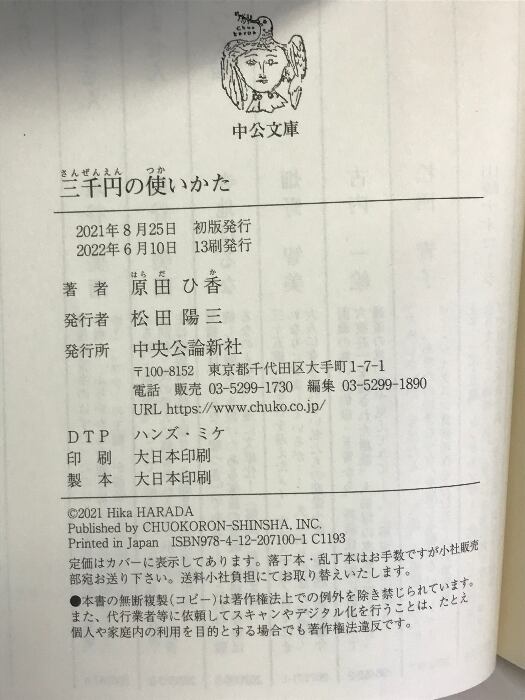 Chuo
bunko
中公文庫
さんぜんえん つか
三千円の使いかた
2021年8月25日 初版発行
2022年6月10日 13刷発行
はら だ か
著者 原田ひ香
発行者 松田陽三
発行所 中央公論新社
〒100-8152 東京都千代田区大手町1-7-1
電話 販売 03-5299-1730 編集 03-5299-1890
URL https://www.chuko.co.jp/
DTP ハンズ・ミケ
印刷 大日本印刷
製本 大日本印刷
©2021 Hika HARADA
Published by CHUOKORON-SHINSHA, INC.
Printed in Japan ISBN978-4-12-207100-1 C1193
定価はカバーに表示してあります。落丁本・乱丁本はお手数ですが小社販売
部宛お送り下さい。送料小社負担にてお取り替えいたします。
●本書の無断複製(コピー)は著作権法上での例外を除き禁じられています。
また、代行業者等に依頼してスキャンやデジタル化を行うことは、たとえ
個人や家庭内の利用を目的とする場合でも著作権法違反です。